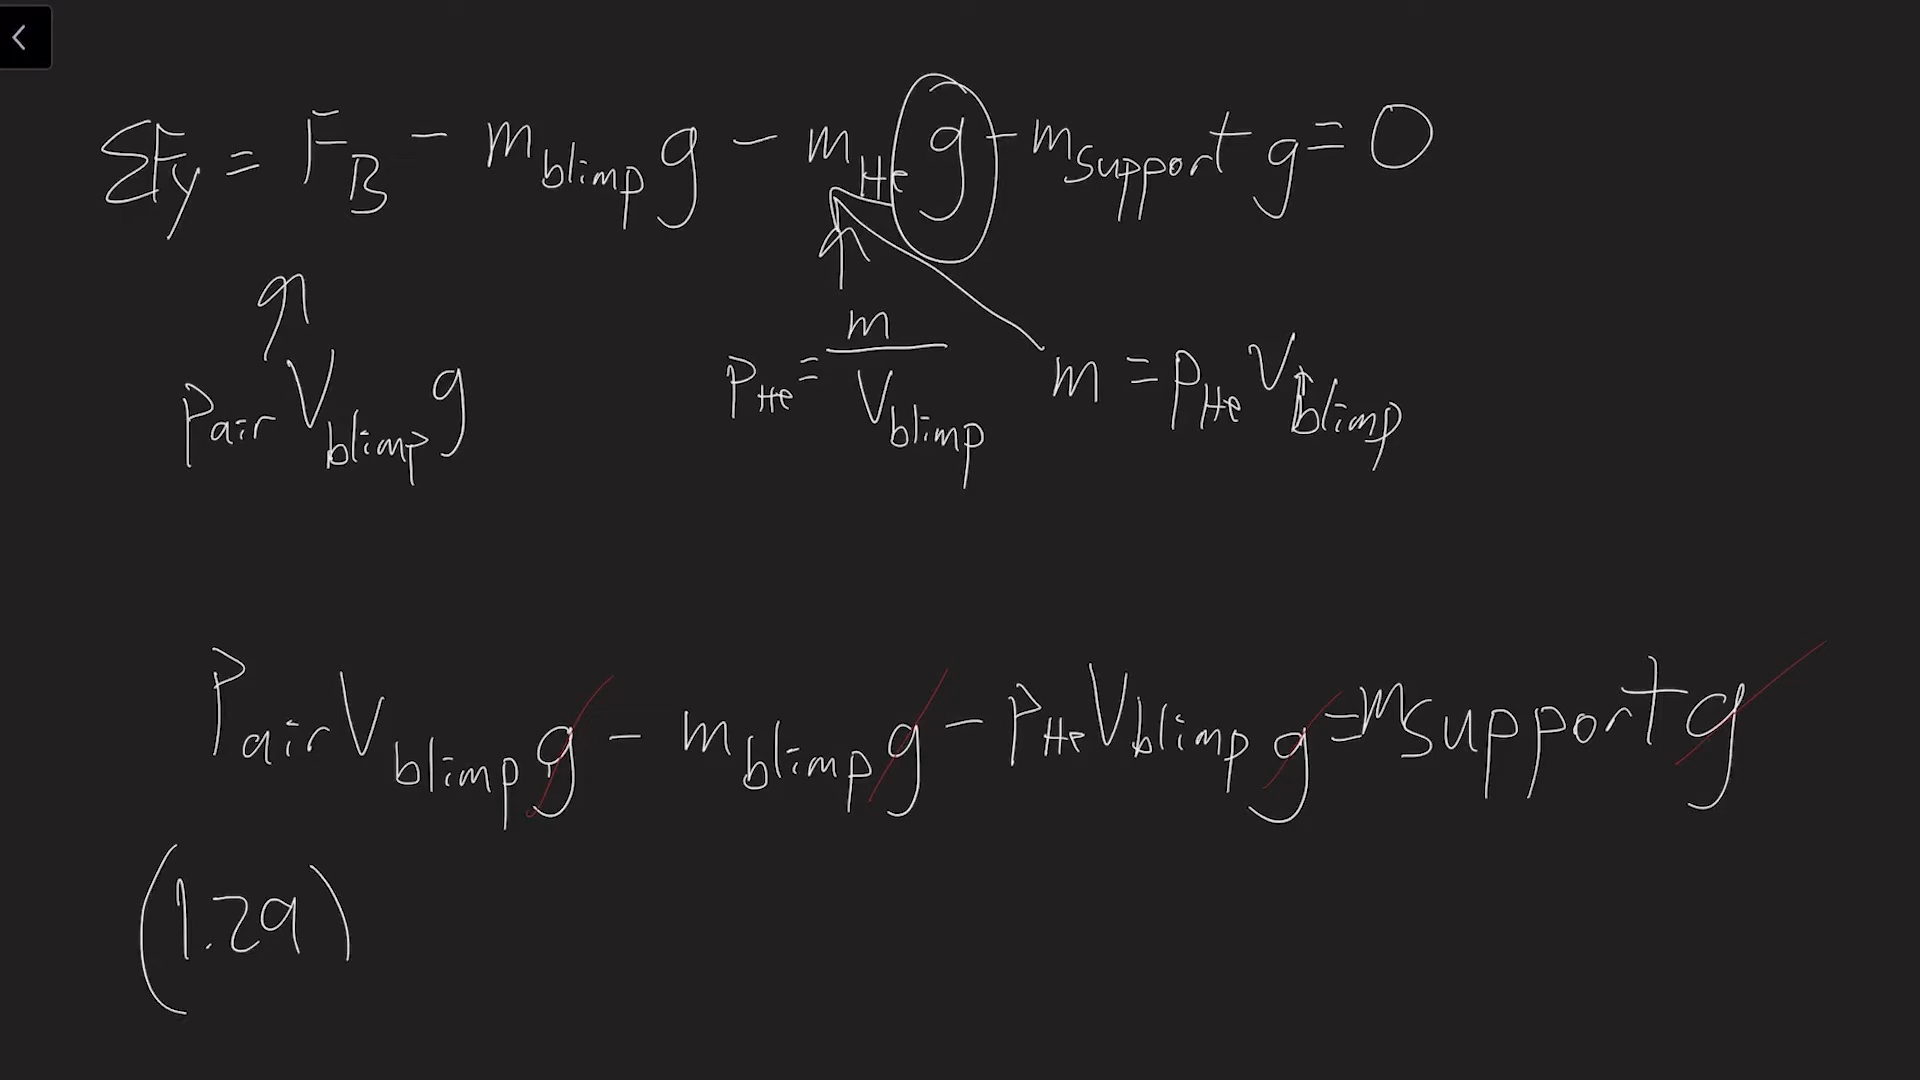 ΣFy = FB - mblimp g - mHe g - msupport g = 0
ρair Vblimp g
ρHe = m / Vblimp
m = ρHe Vblimp
ρair Vblimp g - mblimp g - ρHe Vblimp g = msupport g
(1.29)